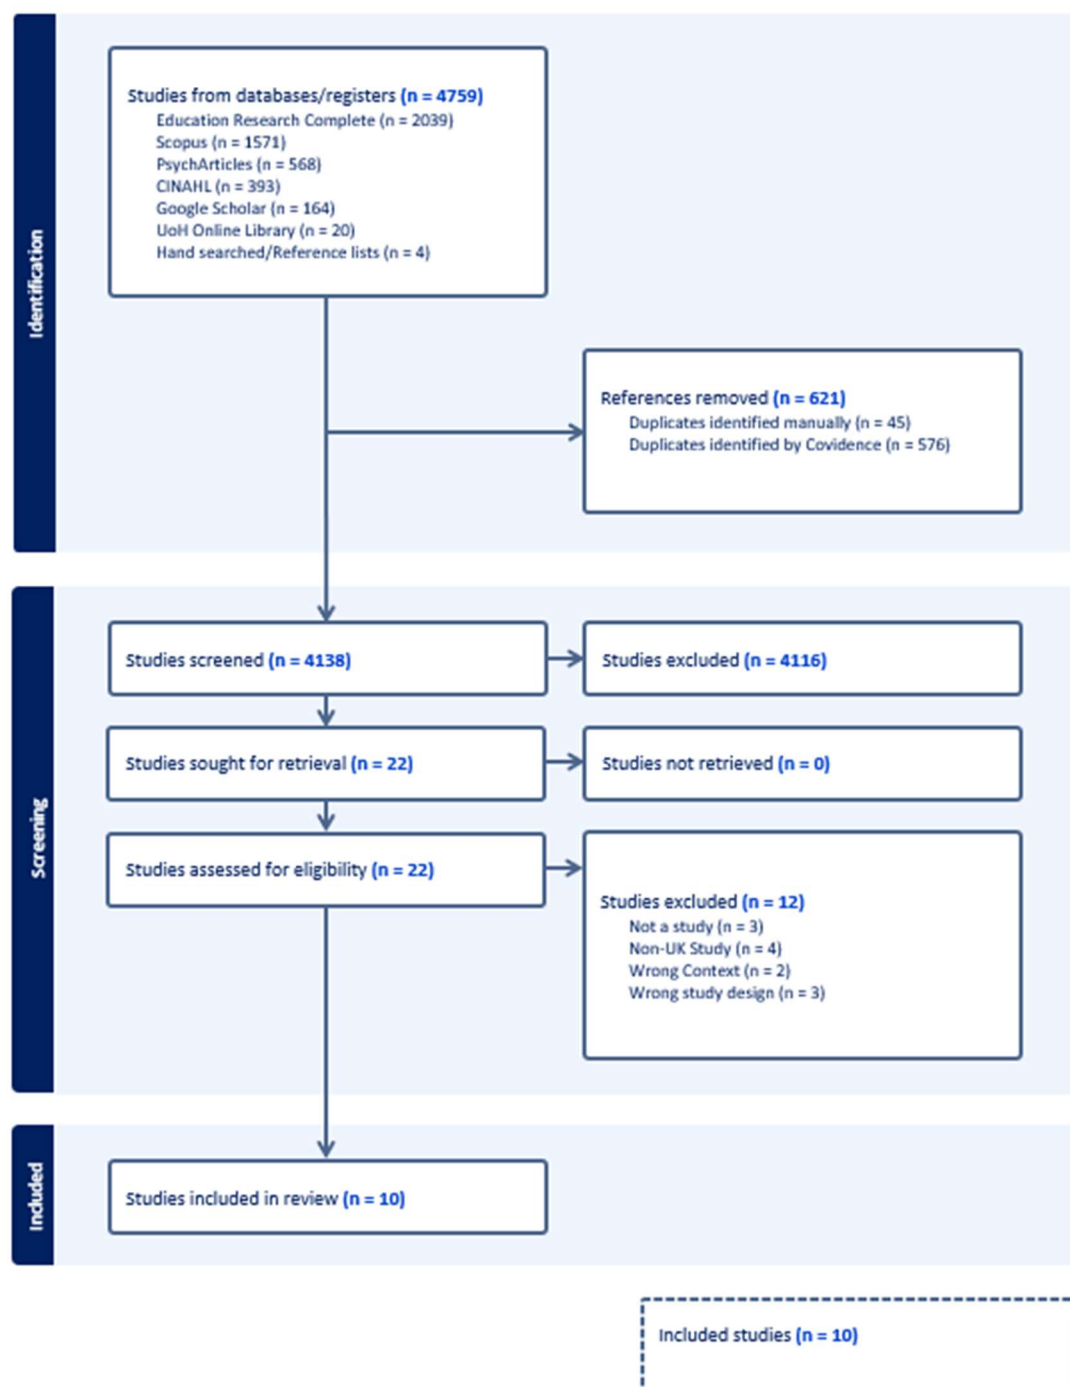 Identification
Studies from databases/registers (n = 4759)
Education Research Complete (n = 2039)
Scopus (n = 1571)
PsychArticles (n = 568)
CINAHL (n = 393)
Google Scholar (n = 164)
UoH Online Library (n = 20)
Hand searched/Reference lists (n = 4)
References removed (n = 621)
Duplicates identified manually (n = 45)
Duplicates identified by Covidence (n = 576)
Screening
Studies screened (n = 4138)
Studies excluded (n = 4116)
Studies sought for retrieval (n = 22)
Studies not retrieved (n = 0)
Studies assessed for eligibility (n = 22)
Studies excluded (n = 12)
Not a study (n = 3)
Non-UK Study (n = 4)
Wrong Context (n = 2)
Wrong study design (n = 3)
Included
Studies included in review (n = 10)
Included studies (n = 10)